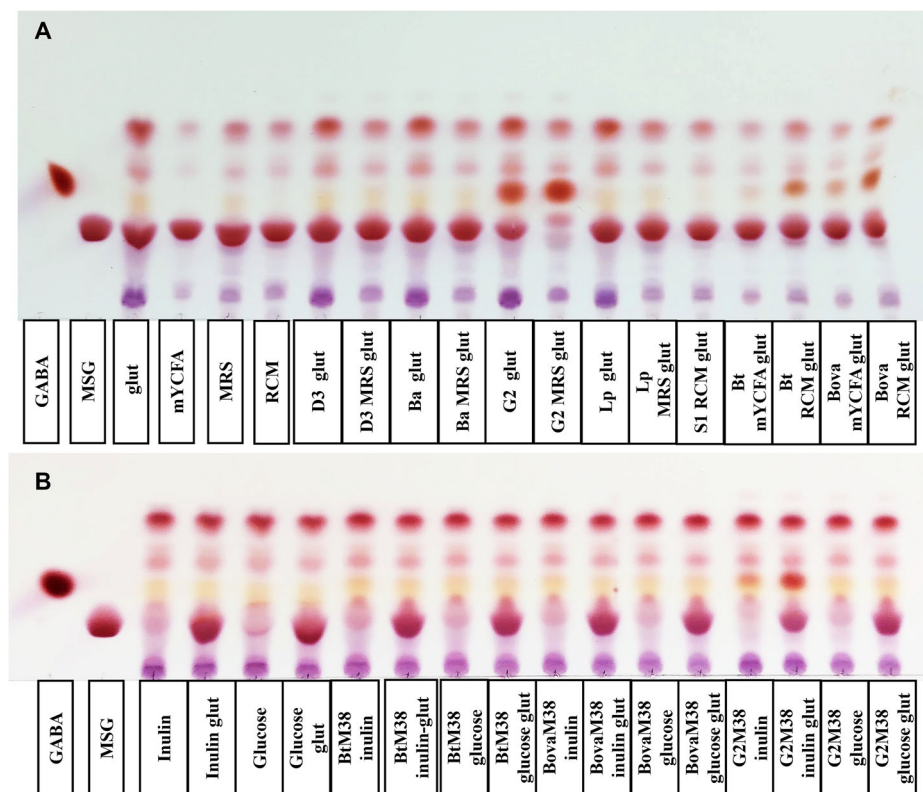 A
GABA
MSG
glut
mYCFA
MRS
RCM
D3 glut
D3 MRS glut
Ba glut
Ba MRS glut
G2 glut
G2 MRS glut
Lp glut
Lp
MRS glut
S1 RCM glut
Bt
mYCFA glut
Bt
RCM glut
Bova
mYCFA glut
Bova
RCM glut
B
GABA
MSG
Inulin
Inulin glut
Glucose
Glucose
glut
BtM38
inulin
BtM38
inulin-glut
BtM38
glucose
BtM38
glucose glut
BovaM38
inulin
BovaM38
inulin glut
BovaM38
glucose
BovaM38
glucose glut
G2M38
inulin
G2M38
inulin glut
G2M38
glucose
G2M38
glucose glut